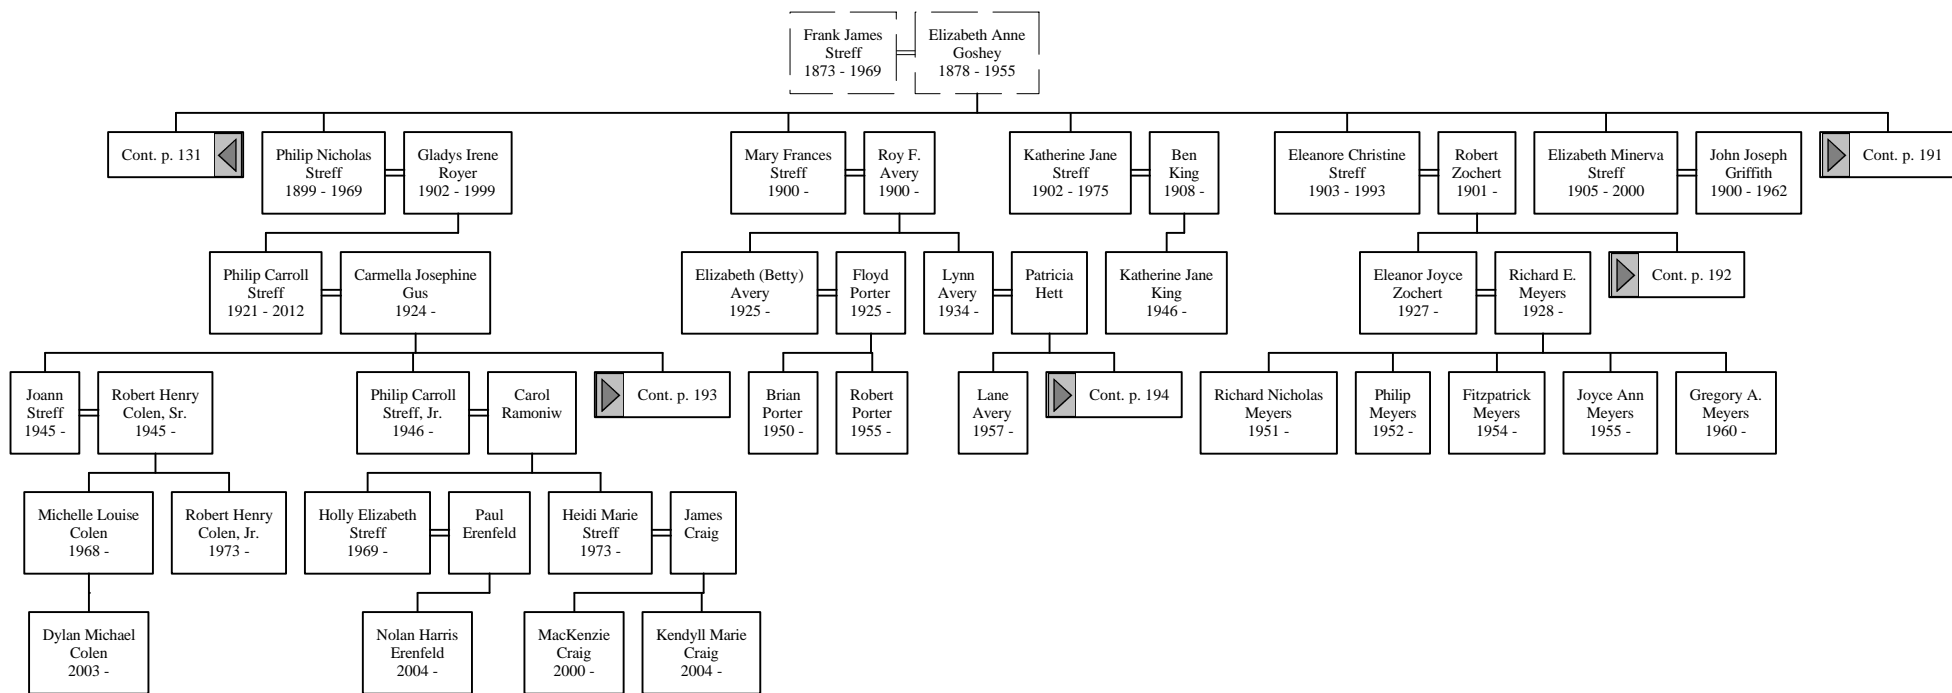 Frank James
Streff
1873 - 1969
Elizabeth Anne
Goshey
1878 - 1955
Cont. p. 131
Philip Nicholas
Streff
1899 - 1969
Gladys Irene
Royer
1902 - 1999
Mary Frances
Streff
1900 -
Roy F.
Avery
1900 -
Katherine Jane
Streff
1902 - 1975
Ben
King
1908 -
Eleanore Christine
Streff
1903 - 1993
Robert
Zochert
1901 -
Elizabeth Minerva
Streff
1905 - 2000
John Joseph
Griffith
1900 - 1962
Cont. p. 191
Philip Carroll
Streff
1921 - 2012
Carmella Josephine
Gus
1924 -
Elizabeth (Betty)
Avery
1925 -
Floyd
Porter
1925 -
Lynn
Avery
1934 -
Patricia
Hett
Katherine Jane
King
1946 -
Eleanor Joyce
Zochert
1927 -
Richard E.
Meyers
1928 -
Cont. p. 192
Joann
Streff
1945 -
Robert Henry
Colen, Sr.
1945 -
Philip Carroll
Streff, Jr.
1946 -
Carol
Ramoniw
Cont. p. 193
Brian
Porter
1950 -
Robert
Porter
1955 -
Lane
Avery
1957 -
Cont. p. 194
Richard Nicholas
Meyers
1951 -
Philip
Meyers
1952 -
Fitzpatrick
Meyers
1954 -
Joyce Ann
Meyers
1955 -
Gregory A.
Meyers
1960 -
Michelle Louise
Colen
1968 -
Robert Henry
Colen, Jr.
1973 -
Holly Elizabeth
Streff
1969 -
Paul
Erenfeld
Heidi Marie
Streff
1973 -
James
Craig
Dylan Michael
Colen
2003 -
Nolan Harris
Erenfeld
2004 -
MacKenzie
Craig
2000 -
Kendyll Marie
Craig
2004 -